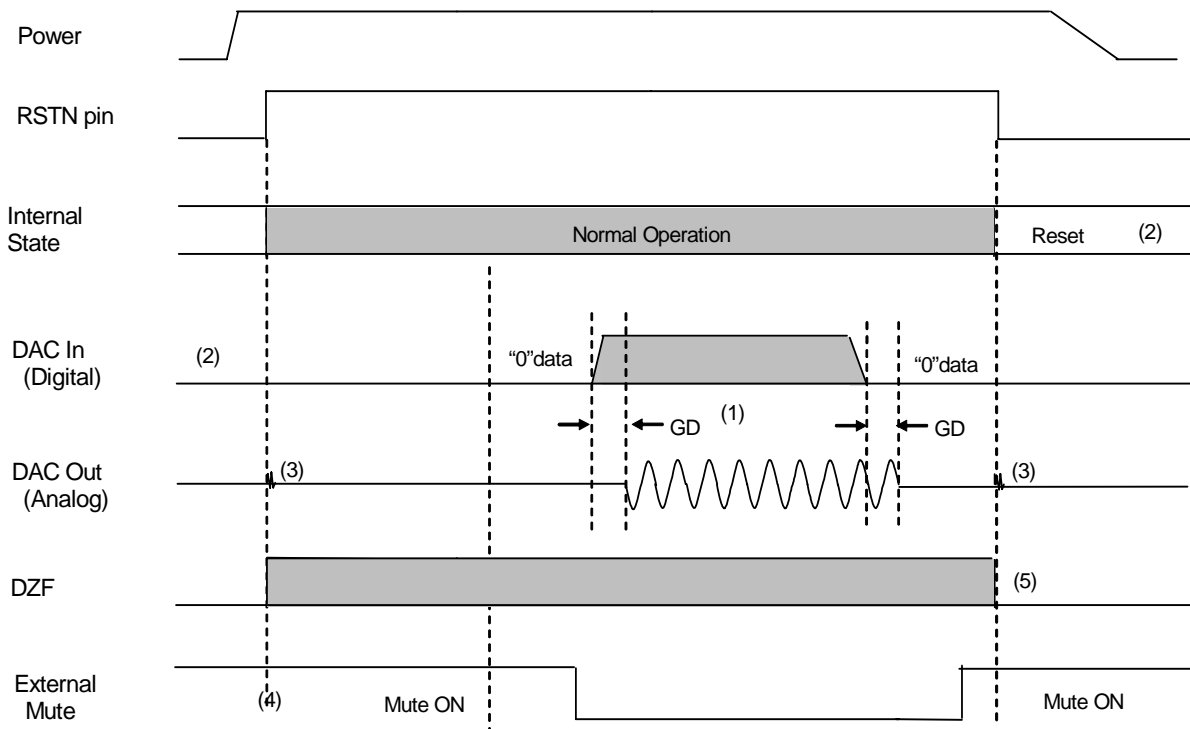 Power
RSTN pin
Internal
State
Normal Operation
Reset
(2)
DAC In
(Digital)
(2)
“0”data
“0”data
(1)
GD
GD
DAC Out
(Analog)
(3)
(3)
DZF
(5)
External
Mute
(4)
Mute ON
Mute ON